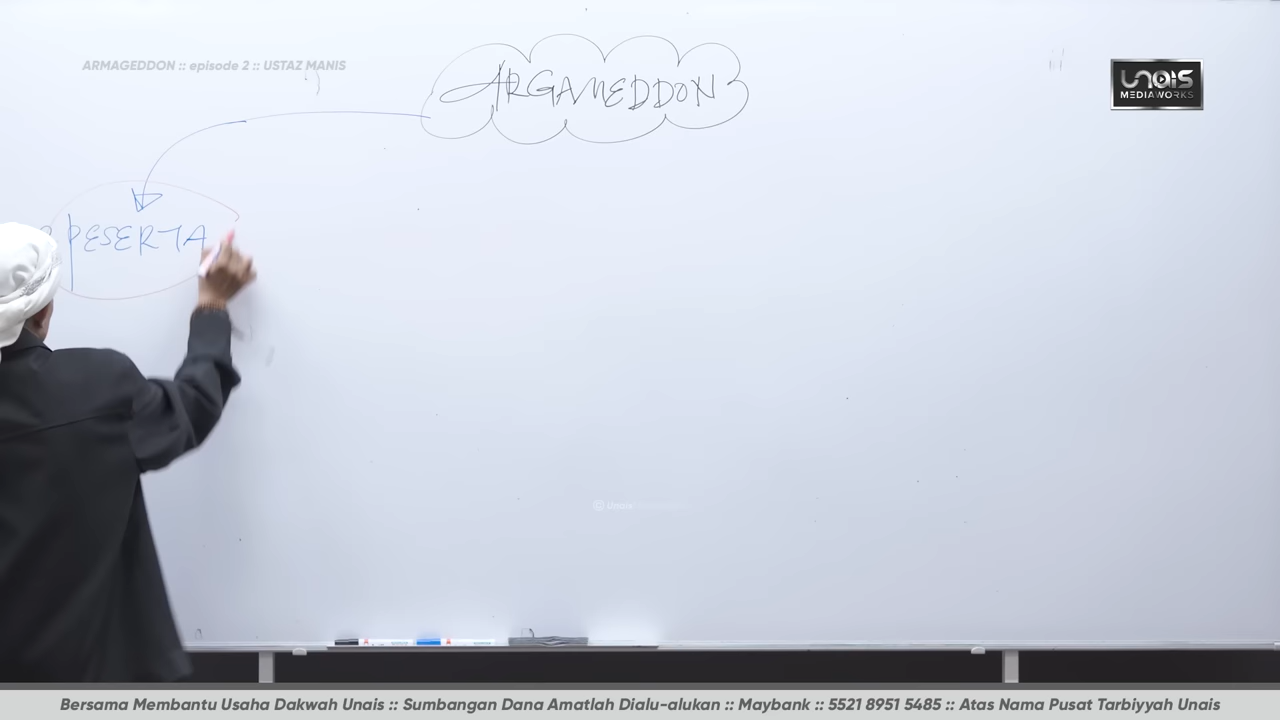 ARMAGEDDON :: episode 2 :: USTAZ MANIS
ARGAMEDDON
UNAIS
MEDIAWORKS
PESERTA
© Unais
Bersama Membantu Usaha Dakwah Unais :: Sumbangan Dana Amatlah Dialu-alukan :: Maybank :: 5521 8951 5485 :: Atas Nama Pusat Tarbiyyah Unais